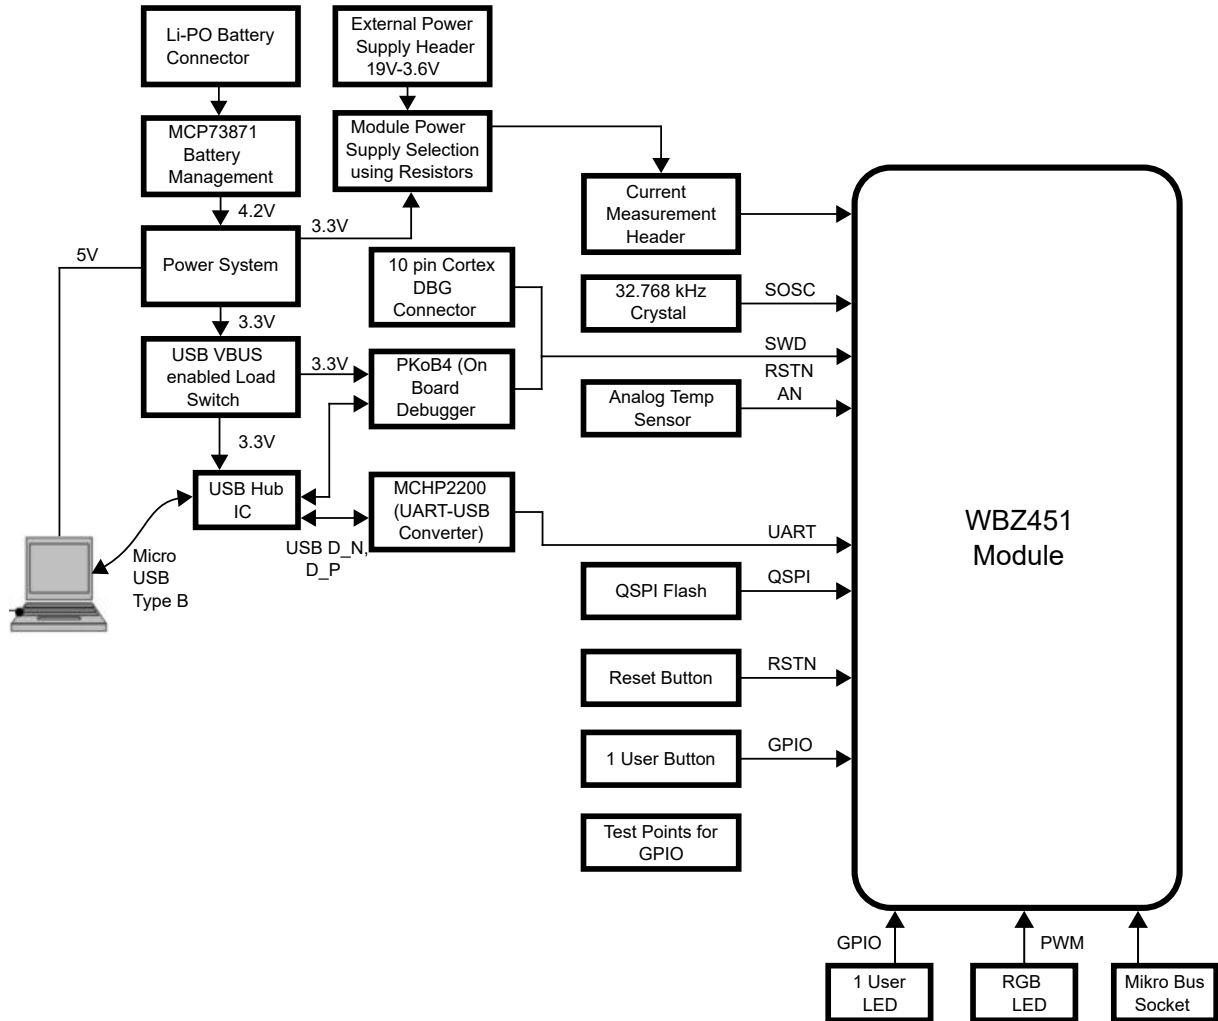 Li-PO Battery
Connector
External Power
Supply Header
19V-3.6V
MCP73871
Battery
Management
Module Power
Supply Selection
using Resistors
4.2V
3.3V
5V
Power System
Current
Measurement
Header
10 pin Cortex
DBG
Connector
32.768 kHz
Crystal
SOSC
3.3V
USB VBUS
enabled Load
Switch
3.3V
PKoB4 (On
Board
Debugger
SWD
RSTN
AN
Analog Temp
Sensor
3.3V
USB Hub
IC
MCHP2200
(UART-USB
Converter)
USB D_N,
D_P
UART
Micro
USB
Type B
QSPI Flash
QSPI
WBZ451
Module
Reset Button
RSTN
1 User Button
GPIO
Test Points for
GPIO
GPIO
PWM
1 User
LED
RGB
LED
Mikro Bus
Socket